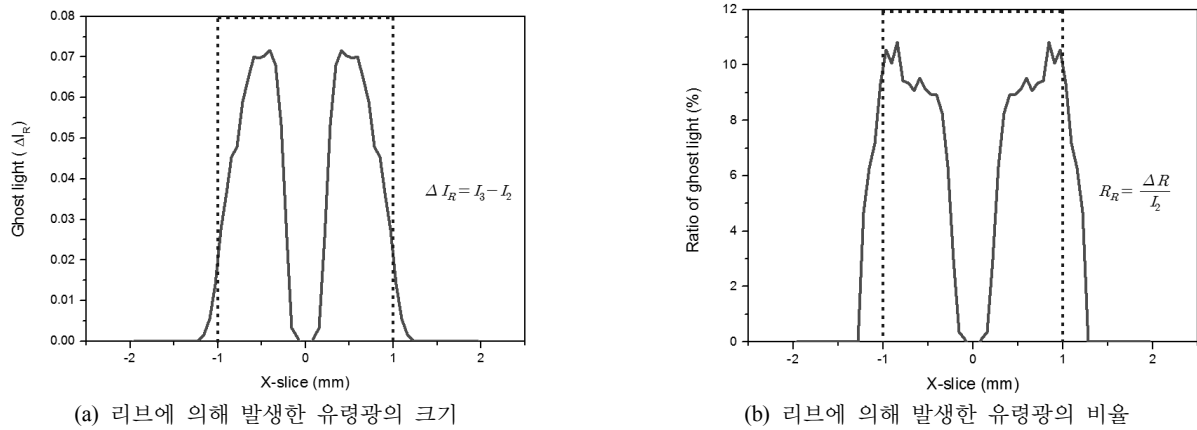 0.08
0.07
0.06
0.05
0.04
0.03
0.02
0.01
0.00
Ghost light ( ΔI_R)
-2 -1 0 1 2
X-slice (mm)
Δ I_R = I_3 − I_2
(a) 리브에 의해 발생한 유령광의 크기
12
10
8
6
4
2
0
Ratio of ghost light (%)
-2 -1 0 1 2
X-slice (mm)
R_R = ΔR / I_2
(b) 리브에 의해 발생한 유령광의 비율